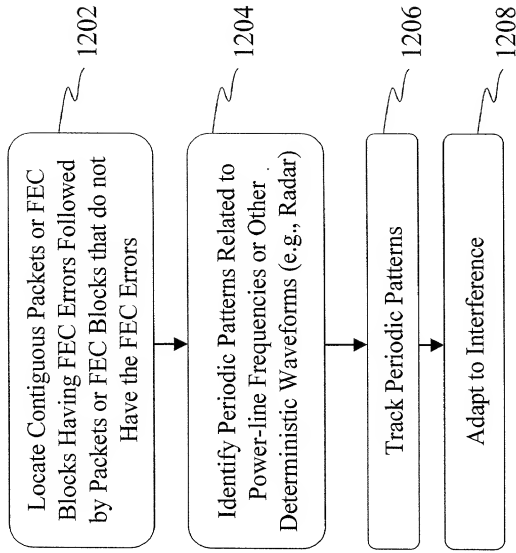 1202
Locate Contiguous Packets or FEC
Blocks Having FEC Errors Followed
by Packets or FEC Blocks that do not
Have the FEC Errors
1204
Identify Periodic Patterns Related to
Power-line Frequencies or Other
Deterministic Waveforms (e.g., Radar)
1206
Track Periodic Patterns
1208
Adapt to Interference